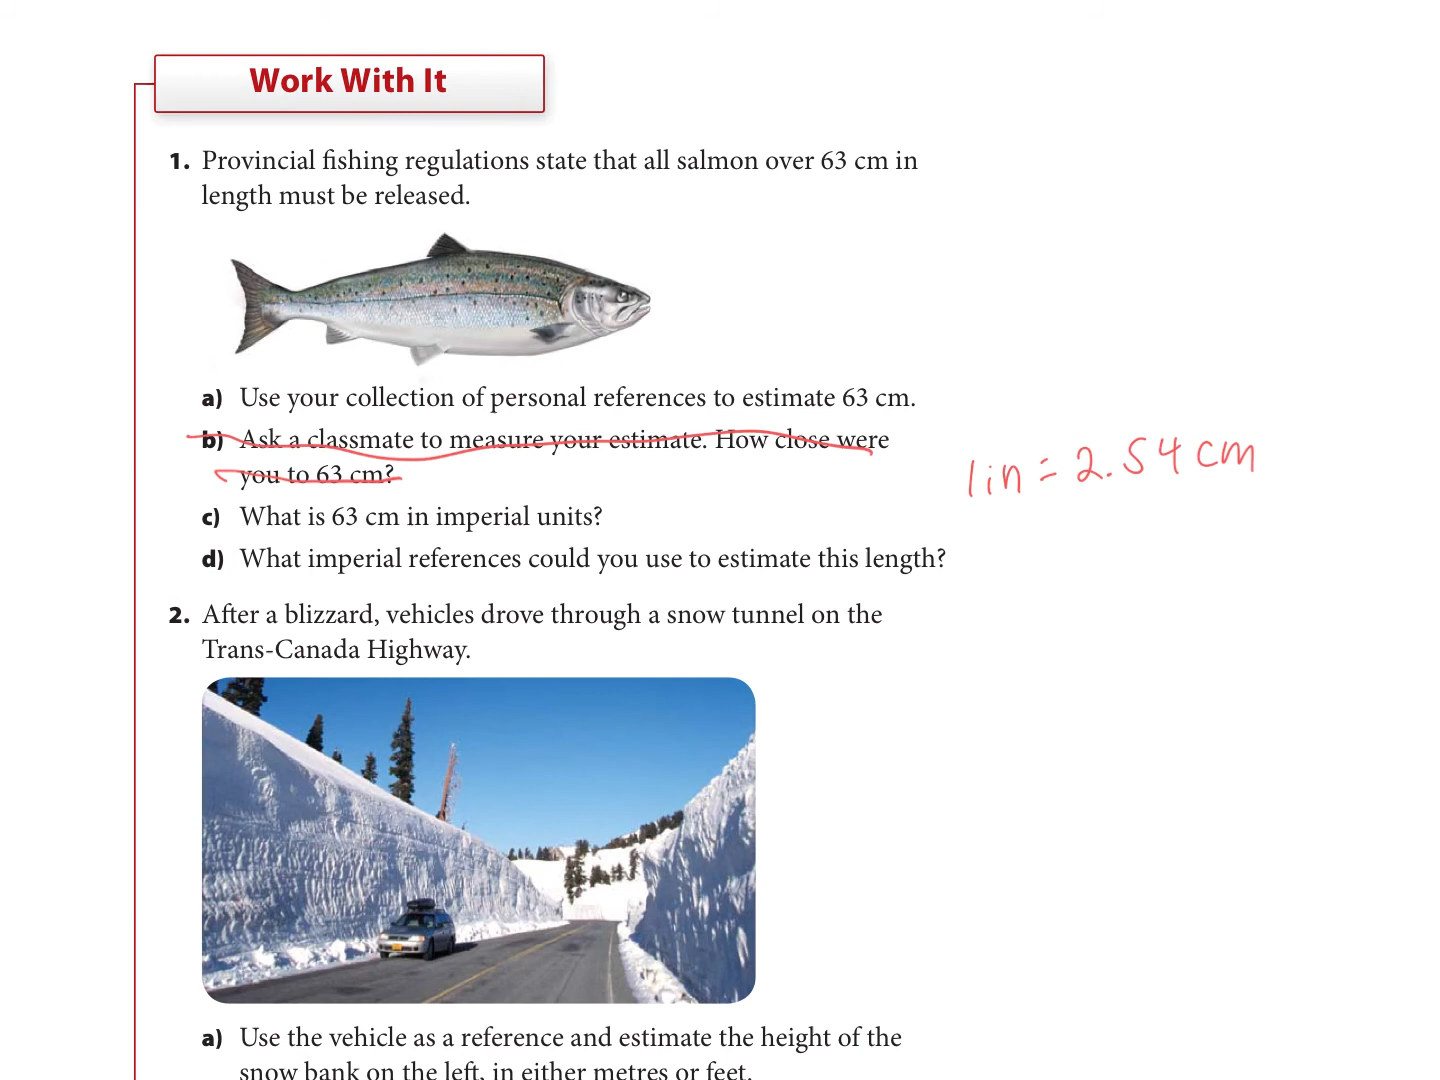 Work With It
1. Provincial fishing regulations state that all salmon over 63 cm in
length must be released.
a) Use your collection of personal references to estimate 63 cm.
b) Ask a classmate to measure your estimate. How close were
you to 63 cm?
1in = 2.54 cm
c) What is 63 cm in imperial units?
d) What imperial references could you use to estimate this length?
2. After a blizzard, vehicles drove through a snow tunnel on the
Trans-Canada Highway.
a) Use the vehicle as a reference and estimate the height of the
snow bank on the left, in either metres or feet.